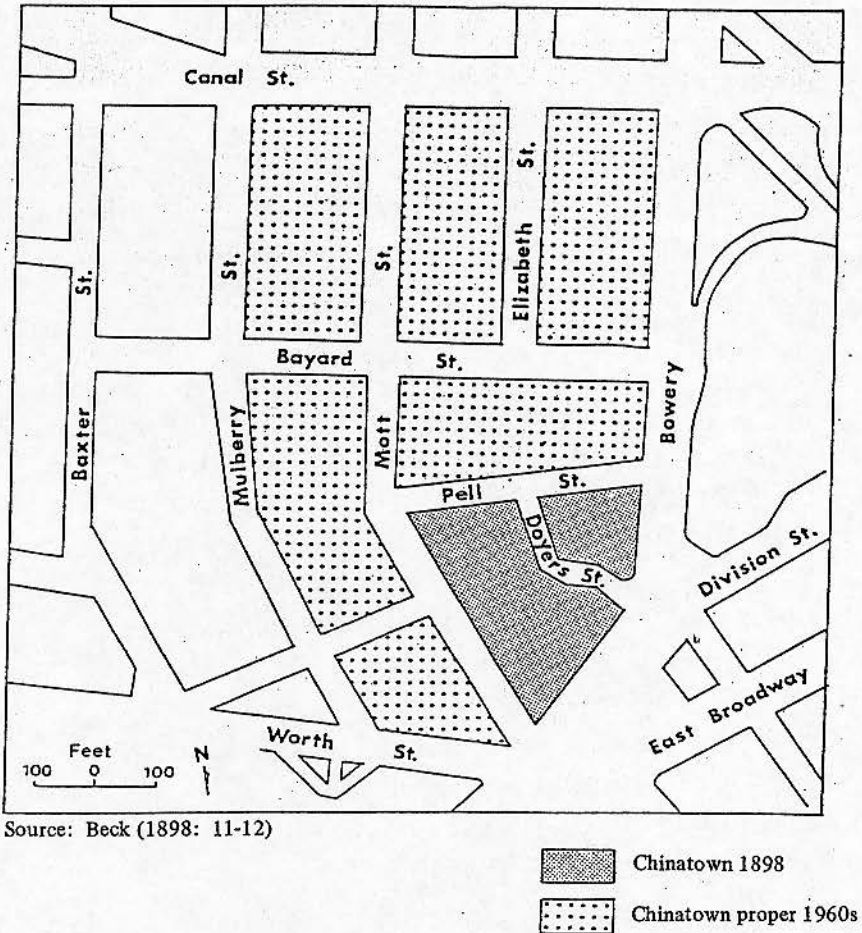 Canal St.
St.
St.
St.
Elizabeth St.
Bayard St.
Baxter
Mulberry
Mott
Bowery
Pell St.
Doyers St.
Division St.
East Broadway
Worth St.
Feet
100 0 100
N
Source: Beck (1898: 11-12)
Chinatown 1898
Chinatown proper 1960s